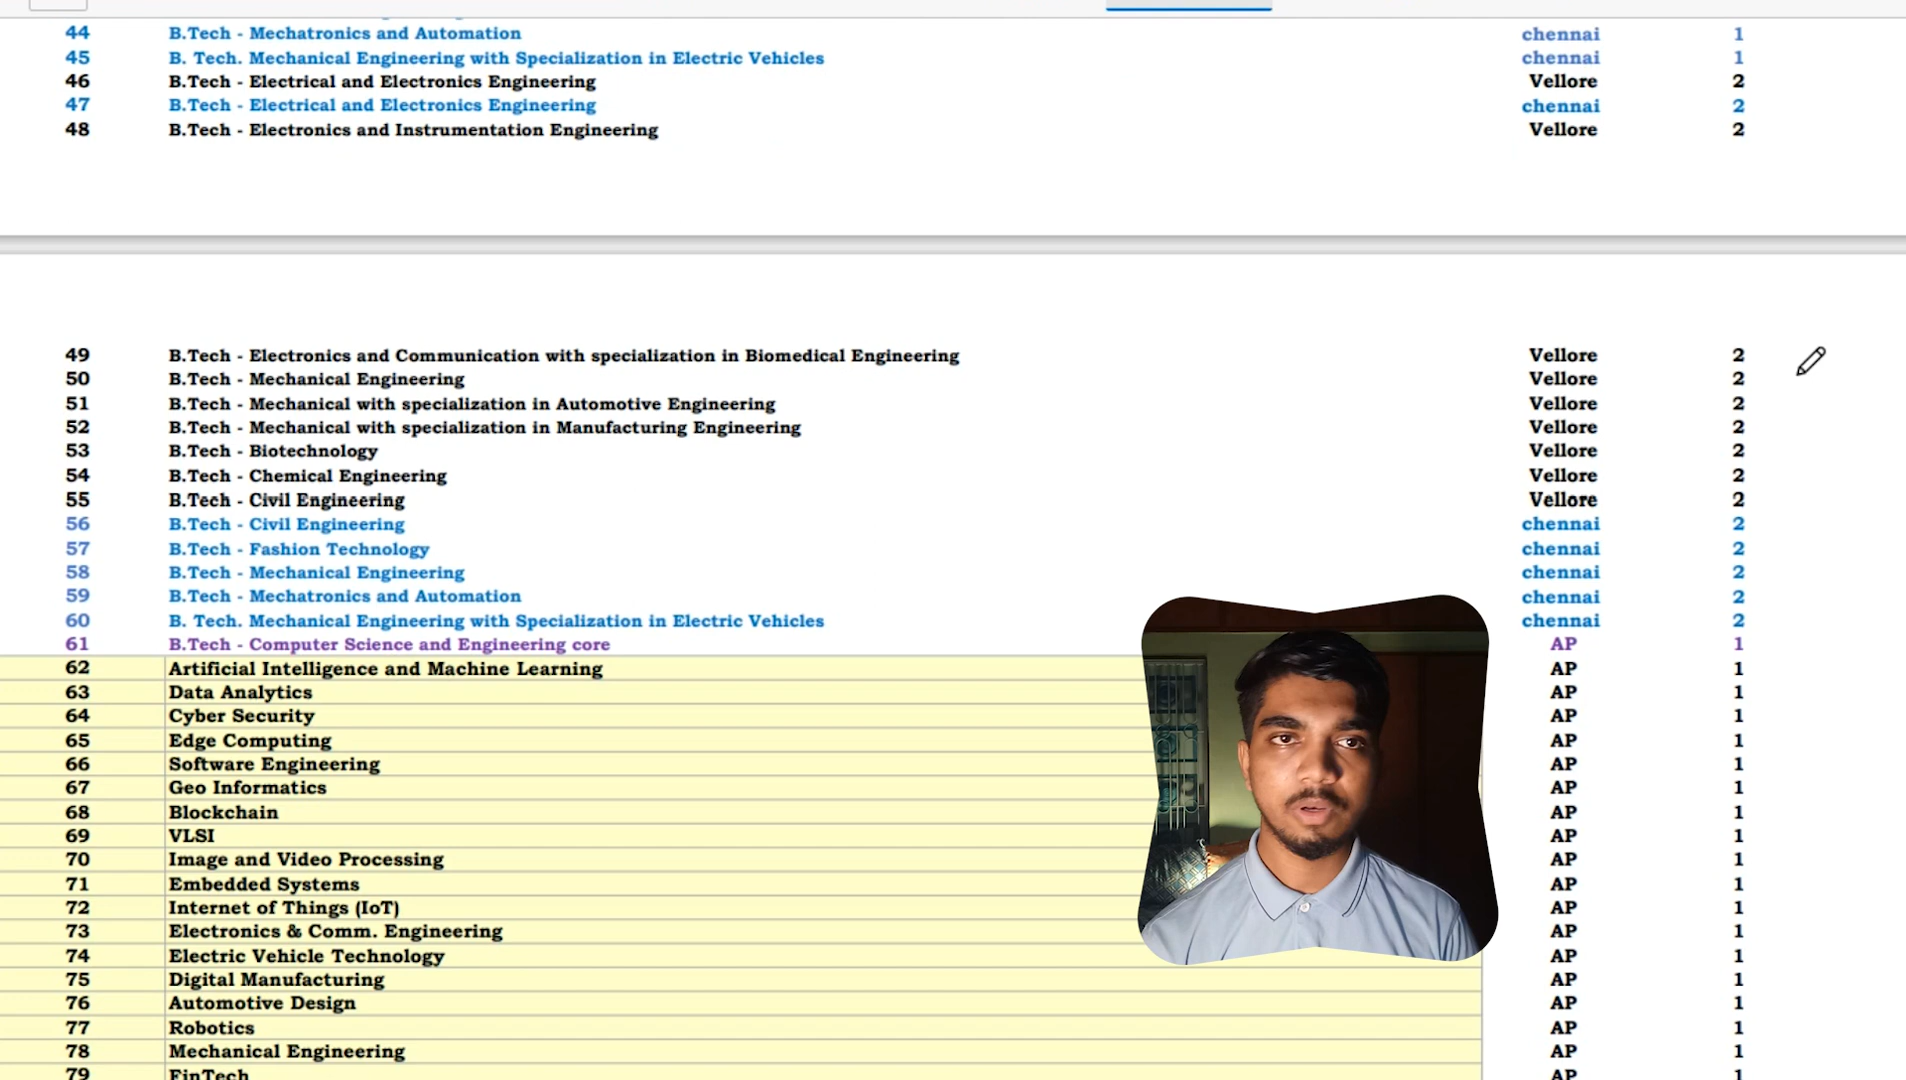 44 B.Tech - Mechatronics and Automation chennai 1
45 B. Tech. Mechanical Engineering with Specialization in Electric Vehicles chennai 1
46 B.Tech - Electrical and Electronics Engineering Vellore 2
47 B.Tech - Electrical and Electronics Engineering chennai 2
48 B.Tech - Electronics and Instrumentation Engineering Vellore 2
49 B.Tech - Electronics and Communication with specialization in Biomedical Engineering Vellore 2
50 B.Tech - Mechanical Engineering Vellore 2
51 B.Tech - Mechanical with specialization in Automotive Engineering Vellore 2
52 B.Tech - Mechanical with specialization in Manufacturing Engineering Vellore 2
53 B.Tech - Biotechnology Vellore 2
54 B.Tech - Chemical Engineering Vellore 2
55 B.Tech - Civil Engineering Vellore 2
56 B.Tech - Civil Engineering chennai 2
57 B.Tech - Fashion Technology chennai 2
58 B.Tech - Mechanical Engineering chennai 2
59 B.Tech - Mechatronics and Automation chennai 2
60 B. Tech. Mechanical Engineering with Specialization in Electric Vehicles chennai 2
61 B.Tech - Computer Science and Engineering core AP 1
62 Artificial Intelligence and Machine Learning AP 1
63 Data Analytics AP 1
64 Cyber Security AP 1
65 Edge Computing AP 1
66 Software Engineering AP 1
67 Geo Informatics AP 1
68 Blockchain AP 1
69 VLSI AP 1
70 Image and Video Processing AP 1
71 Embedded Systems AP 1
72 Internet of Things (IoT) AP 1
73 Electronics & Comm. Engineering AP 1
74 Electric Vehicle Technology AP 1
75 Digital Manufacturing AP 1
76 Automotive Design AP 1
77 Robotics AP 1
78 Mechanical Engineering AP 1
79 FinTech AP 1